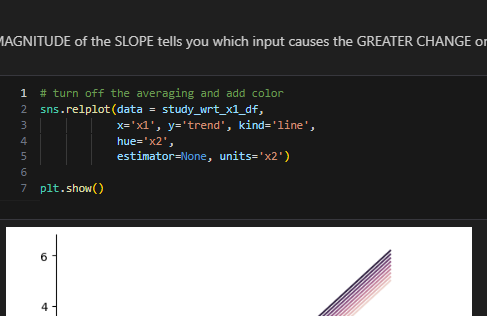 MAGNITUDE of the SLOPE tells you which input causes the GREATER CHANGE
1 # turn off the averaging and add color
2 sns.relplot(data = study_wrt_x1_df,
3 x='x1', y='trend', kind='line',
4 hue='x2',
5 estimator=None, units='x2')
6
7 plt.show()
6
4